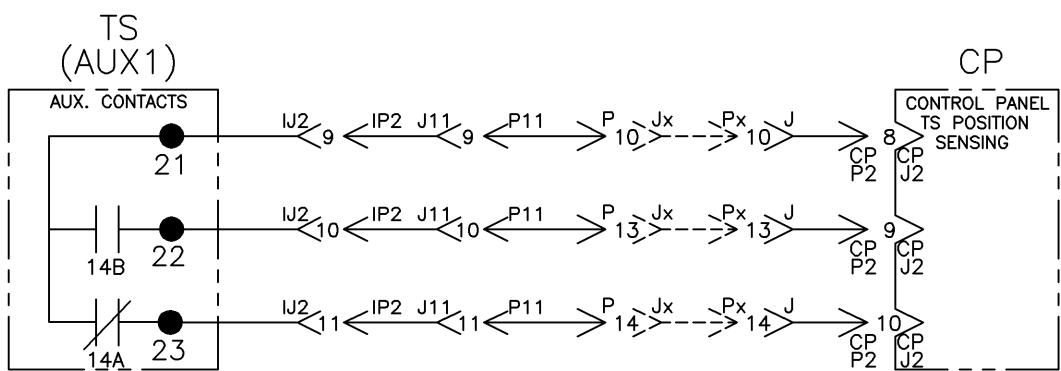 TS
(AUX1)
CP
AUX. CONTACTS
CONTROL PANEL
TS POSITION
SENSING
IJ2 9 IP2 J11 9 P11 P 10 Jx Px 10 J 8
21
CP CP
P2 J2
IJ2 10 IP2 J11 10 P11 P 13 Jx Px 13 J 9
14B 22
CP CP
P2 J2
IJ2 11 IP2 J11 11 P11 P 14 Jx Px 14 J 10
14A 23
CP CP
P2 J2